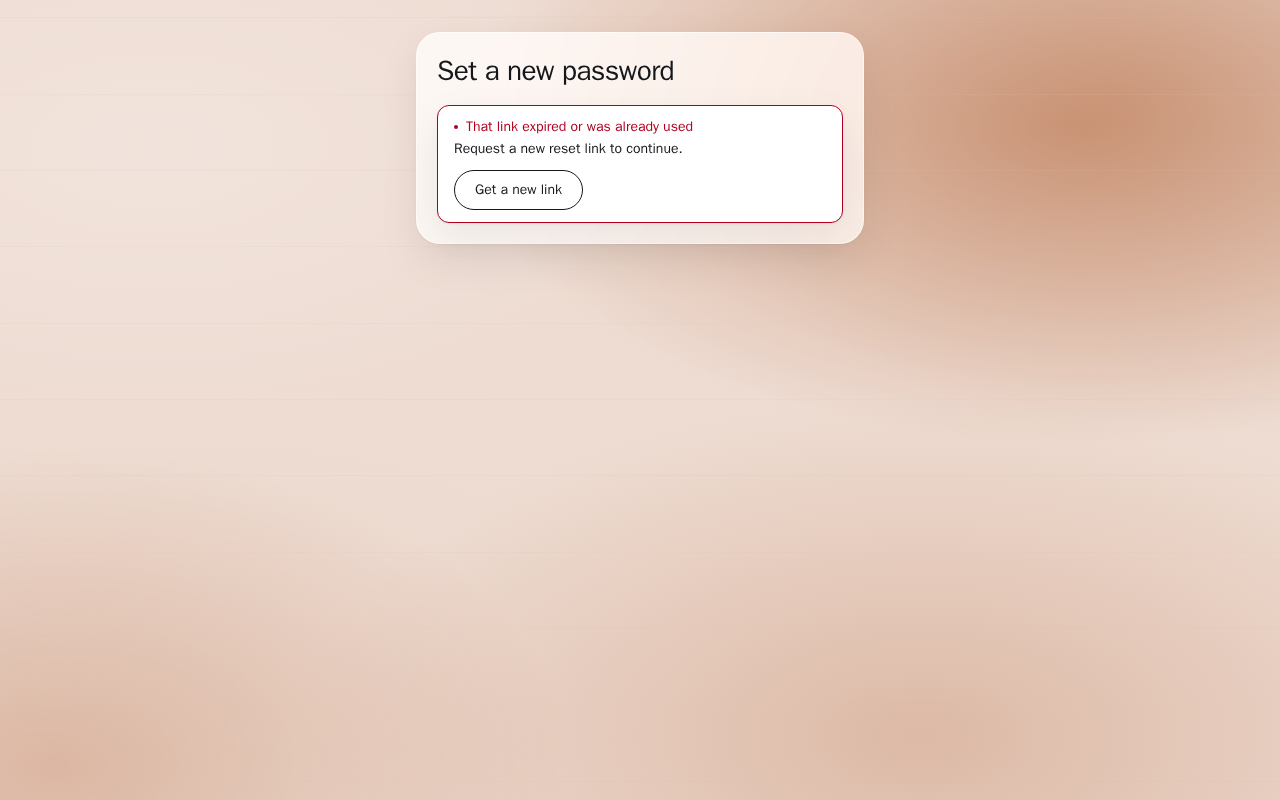 Set a new password
• That link expired or was already used
Request a new reset link to continue.
Get a new link